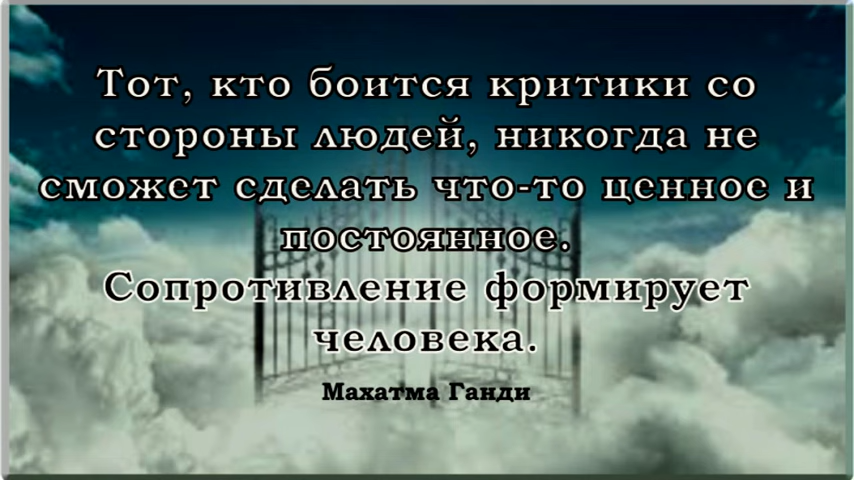 Тот, кто боится критики со
стороны людей, никогда не
сможет сделать что-то ценное и
постоянное.
Сопротивление формирует
человека.
Махатма Ганди